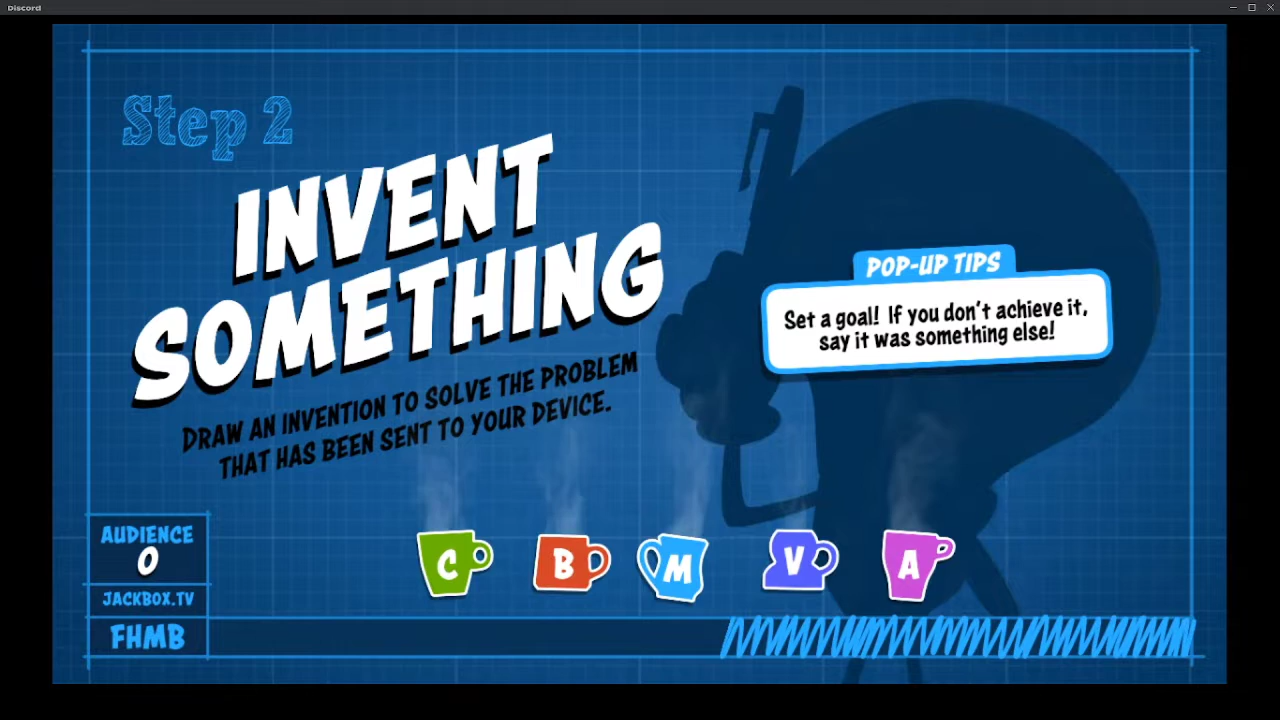 Discord
Step 2
INVENT
SOMETHING
DRAW AN INVENTION TO SOLVE THE PROBLEM
THAT HAS BEEN SENT TO YOUR DEVICE.
POP-UP TIPS
Set a goal! If you don't achieve it,
say it was something else!
C B M V A
AUDIENCE
0
JACKBOX.TV
FHMB